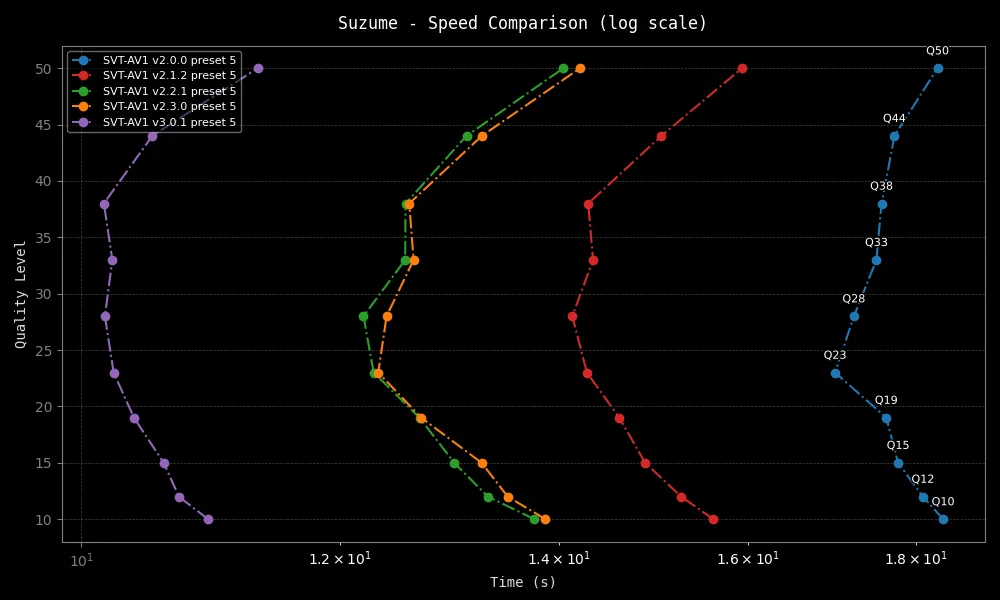 Suzume - Speed Comparison (log scale)
SVT-AV1 v2.0.0 preset 5
SVT-AV1 v2.1.2 preset 5
SVT-AV1 v2.2.1 preset 5
SVT-AV1 v2.3.0 preset 5
SVT-AV1 v3.0.1 preset 5
Quality Level
50
45
40
35
30
25
20
15
10
Q50
Q44
Q38
Q33
Q28
Q23
Q19
Q15
Q12
Q10
10¹
1.2 × 10¹
1.4 × 10¹
1.6 × 10¹
1.8 × 10¹
Time (s)